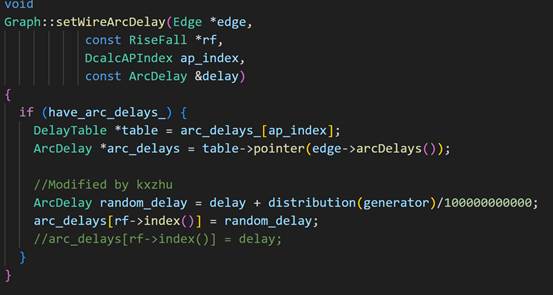 void
Graph::setWireArcDelay(Edge *edge,
const RiseFall *rf,
DcalcAPIndex ap_index,
const ArcDelay &delay)
{
if (have_arc_delays_) {
DelayTable *table = arc_delays_[ap_index];
ArcDelay *arc_delays = table->pointer(edge->arcDelays());
//Modified by kxzhu
ArcDelay random_delay = delay + distribution(generator)/100000000000;
arc_delays[rf->index()] = random_delay;
//arc_delays[rf->index()] = delay;
}
}